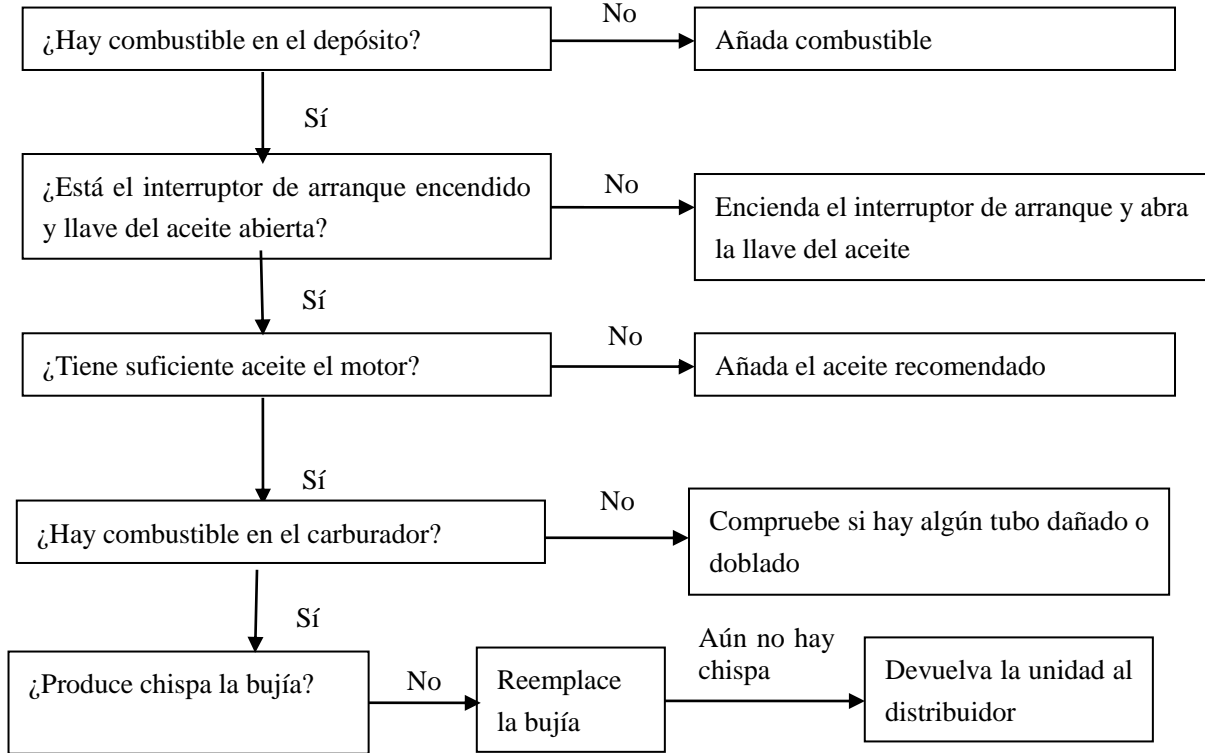 No
¿Hay combustible en el depósito?
Añada combustible
Sí
¿Está el interruptor de arranque encendido
y llave del aceite abierta?
No
Encienda el interruptor de arranque y abra
la llave del aceite
Sí
No
¿Tiene suficiente aceite el motor?
Añada el aceite recomendado
Sí
No
¿Hay combustible en el carburador?
Compruebe si hay algún tubo dañado o
doblado
Sí
¿Produce chispa la bujía?
No
Reemplace
la bujía
Aún no hay
chispa
Devuelva la unidad al
distribuidor